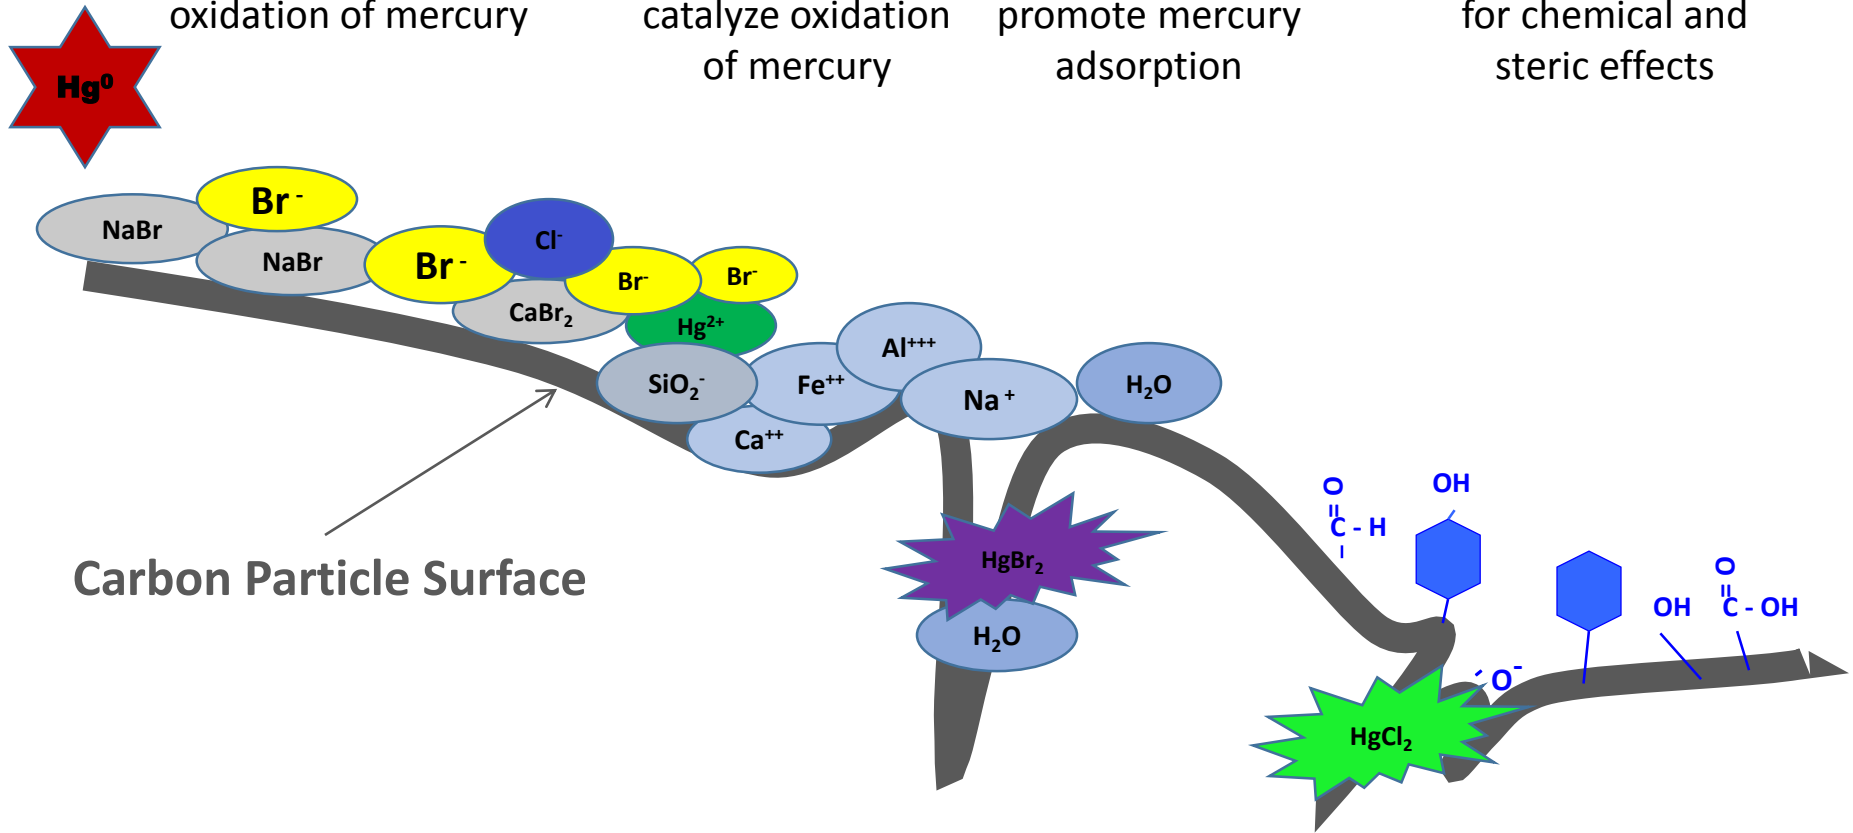 oxidation of mercury
catalyze oxidation
of mercury
promote mercury
adsorption
for chemical and
steric effects
Hg⁰
NaBr
Br -
NaBr
Br -
Cl-
CaBr₂
Br-
Br-
Hg²⁺
SiO₂⁻
Fe⁺⁺
Al⁺⁺⁺
Ca⁺⁺
Na ⁺
H₂O
HgBr₂
H₂O
Carbon Particle Surface
O
C - H
OH
OH
O
C - OH
O⁻
HgCl₂